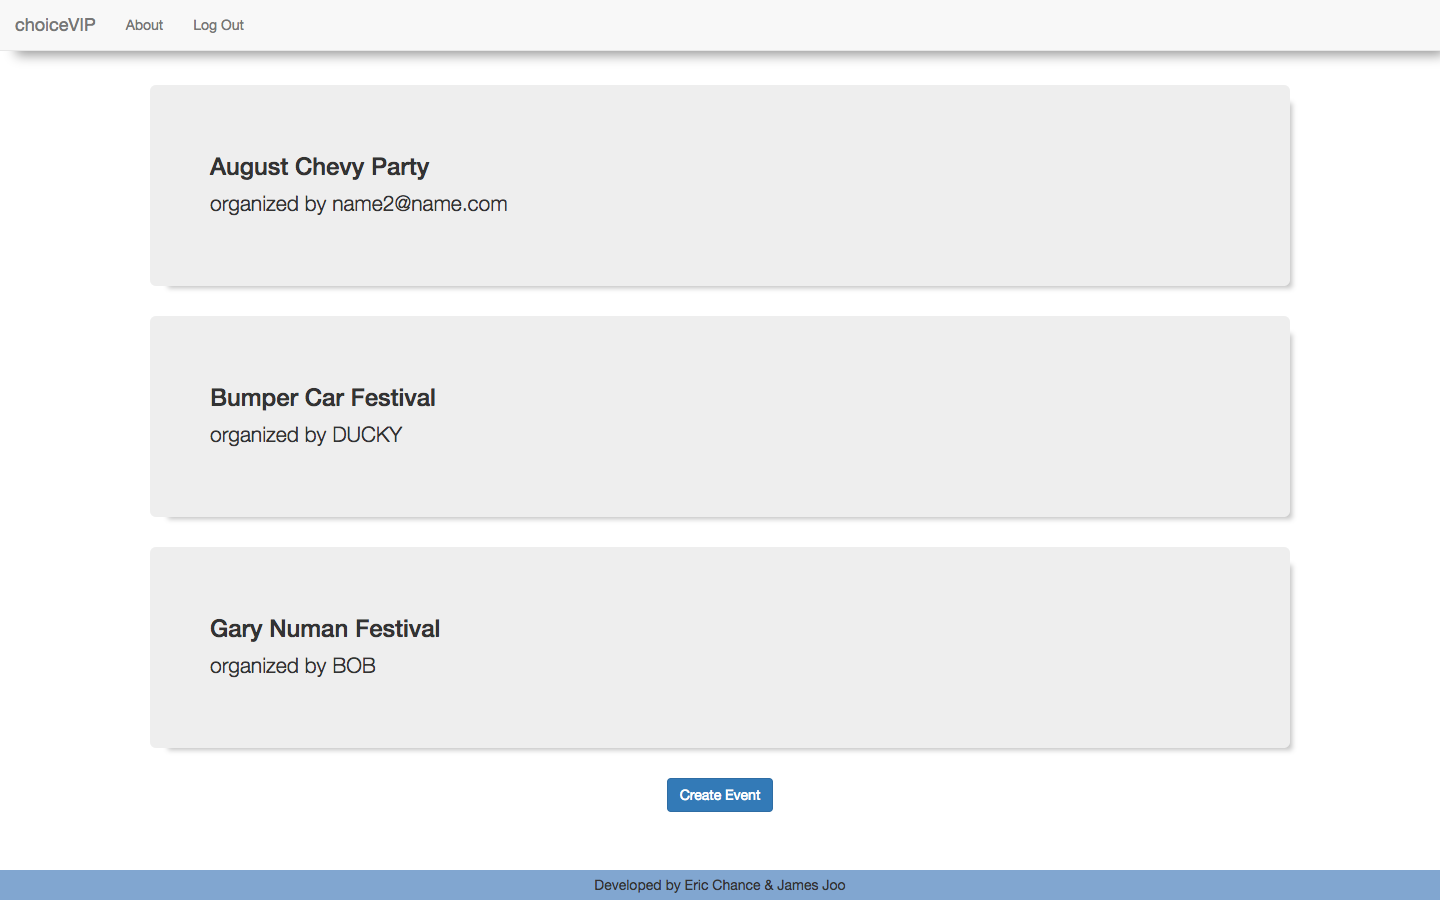 choiceVIP About Log Out
August Chevy Party
organized by name2@name.com
Bumper Car Festival
organized by DUCKY
Gary Numan Festival
organized by BOB
Create Event
Developed by Eric Chance & James Joo